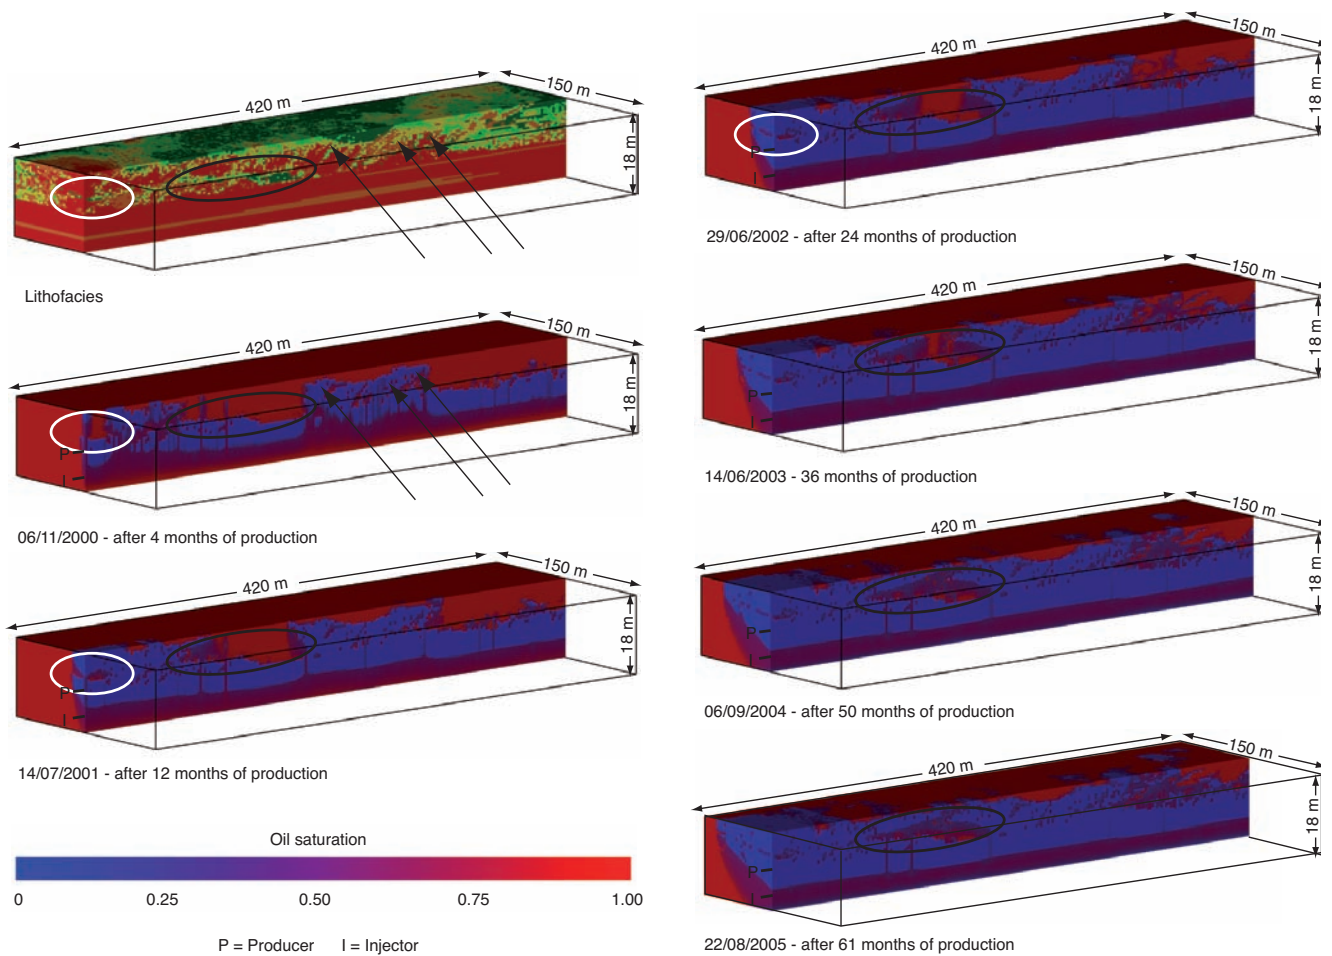 420 m
150 m
18 m
Lithofacies
420 m
150 m
18 m
P
I
06/11/2000 - after 4 months of production
420 m
150 m
18 m
P
I
14/07/2001 - after 12 months of production
Oil saturation
0 0.25 0.50 0.75 1.00
P = Producer I = Injector
420 m
150 m
18 m
P
I
29/06/2002 - after 24 months of production
420 m
150 m
18 m
P
I
14/06/2003 - 36 months of production
420 m
150 m
18 m
P
I
06/09/2004 - after 50 months of production
420 m
150 m
18 m
P
I
22/08/2005 - after 61 months of production